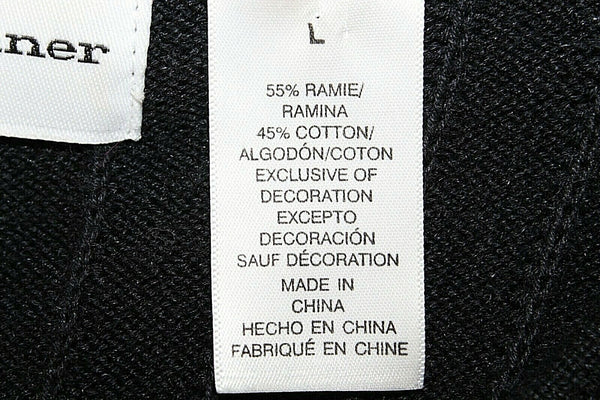 ner
L
55% RAMIE/
RAMINA
45% COTTON/
ALGODÓN/COTON
EXCLUSIVE OF
DECORATION
EXCEPTO
DECORACIÓN
SAUF DÉCORATION
MADE IN
CHINA
HECHO EN CHINA
FABRIQUÉ EN CHINE